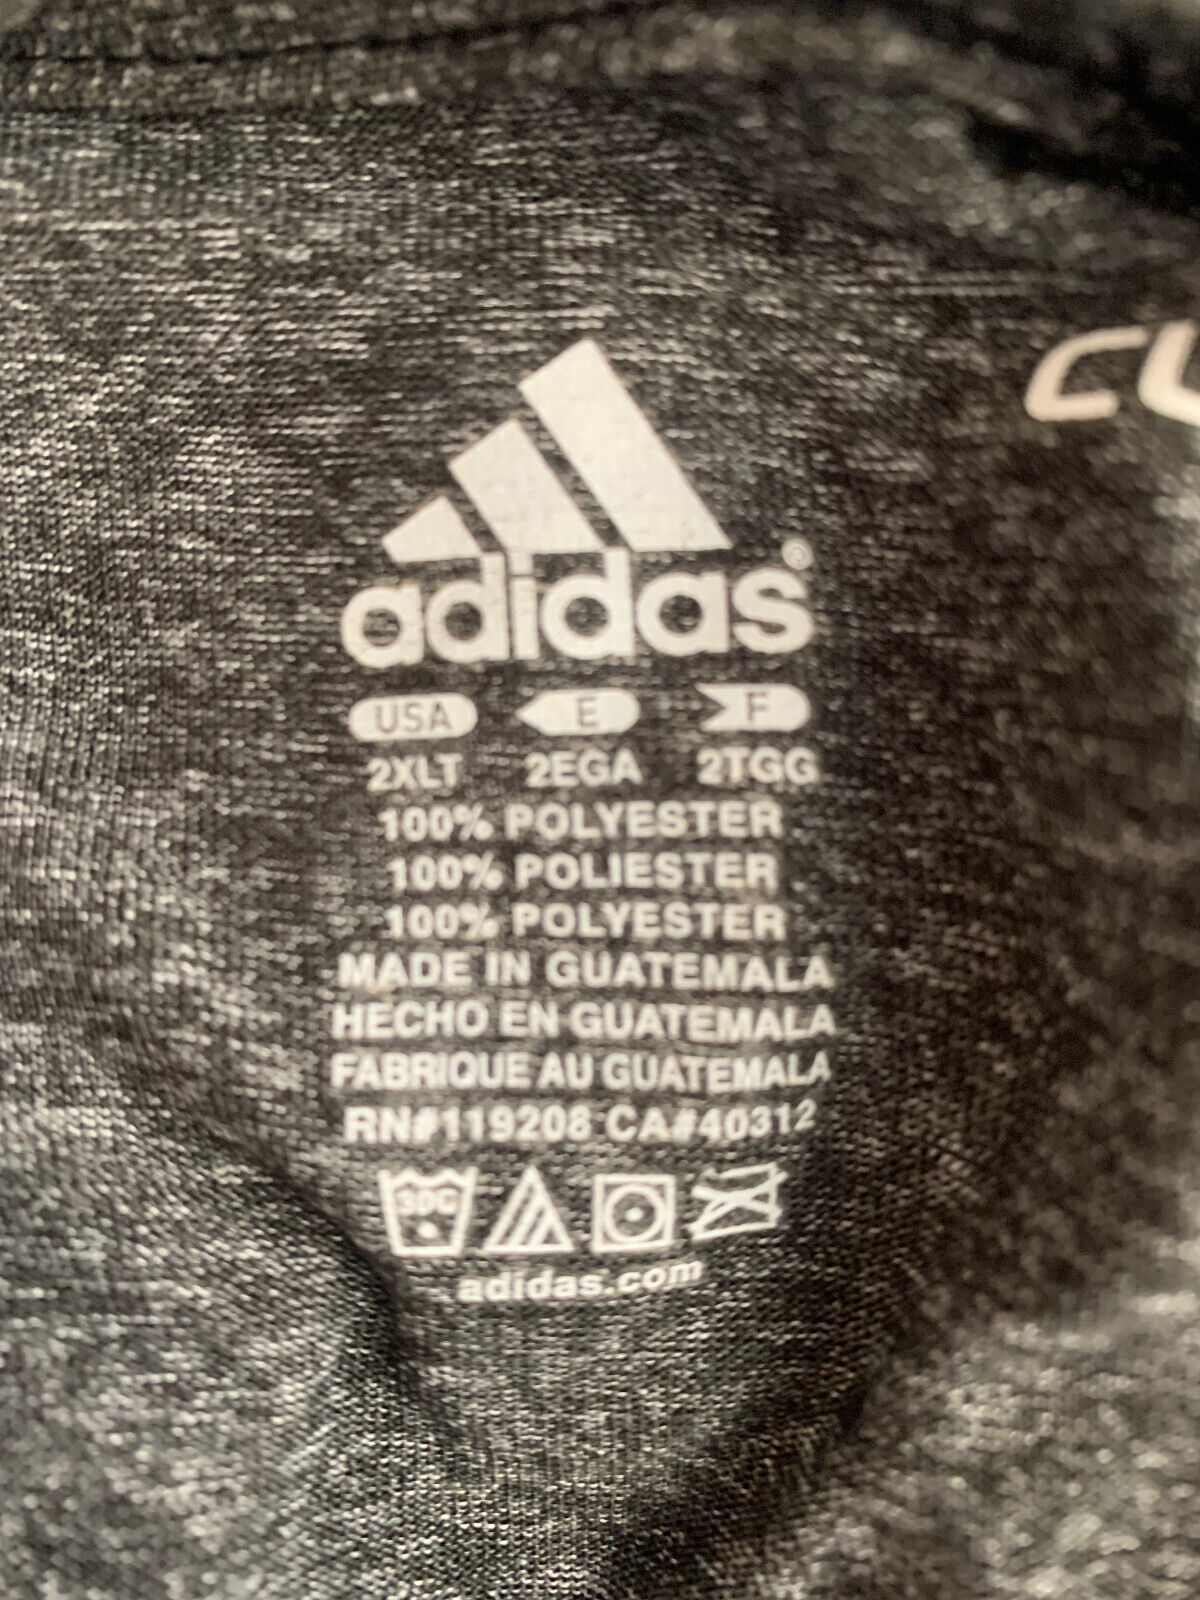 adidas®
USA E F
2XLT 2EGA 2TGG
100% POLYESTER
100% POLIESTER
100% POLYESTER
MADE IN GUATEMALA
HECHO EN GUATEMALA
FABRIQUE AU GUATEMALA
RN#119208 CA#40312
30C
adidas.com